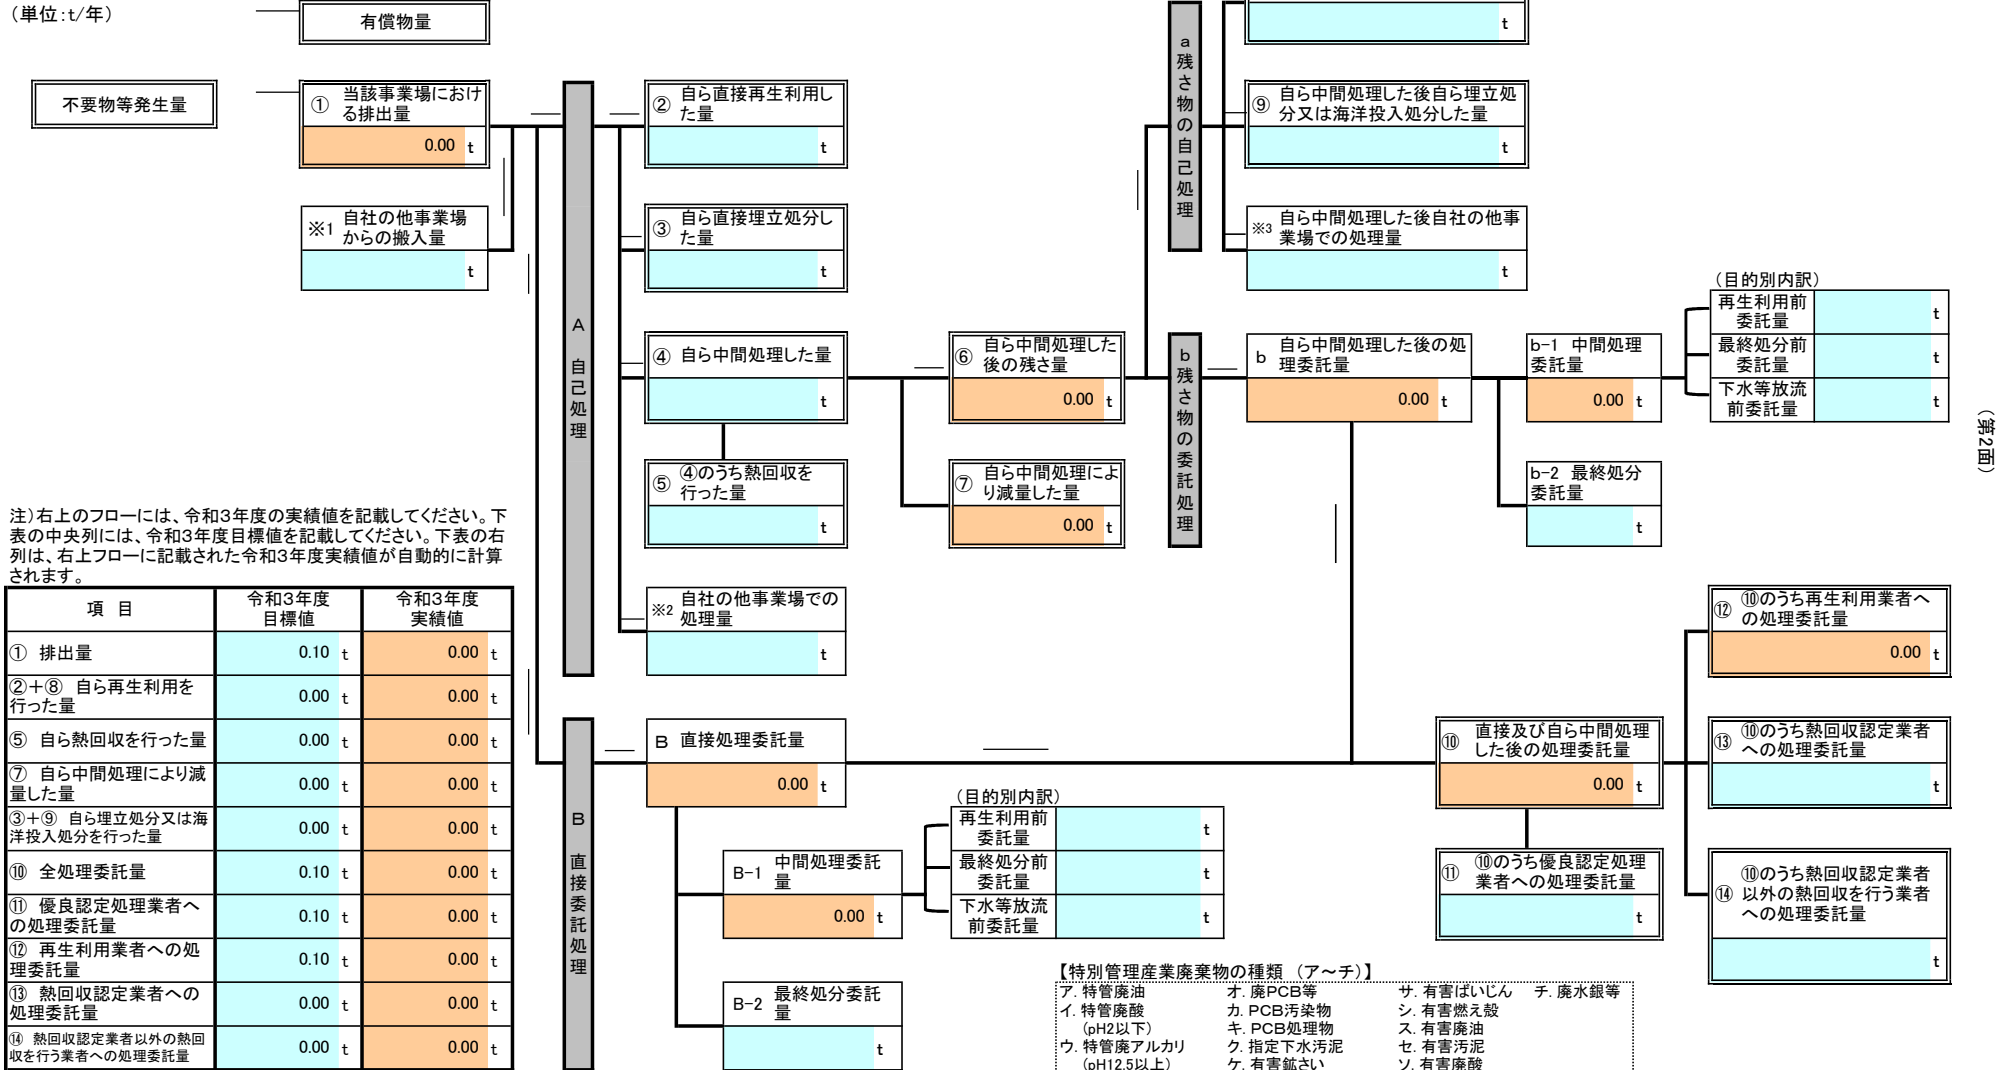 （単位:t/年）
有償物量
t
不要物等発生量
① 当該事業場におけ
る排出量
0.00 t
※1 自社の他事業場
からの搬入量
t
A 自己処理
② 自ら直接再生利用し
た量
t
③ 自ら直接埋立処分し
た量
t
④ 自ら中間処理した量
t
⑤ ④のうち熱回収を
行った量
t
※2 自社の他事業場での
処理量
t
⑥ 自ら中間処理した
後の残さ量
0.00 t
⑦ 自ら中間処理によ
り減量した量
0.00 t
a 残さ物の自己処理
⑨ 自ら中間処理した後自ら埋立処
分又は海洋投入処分した量
t
※3 自ら中間処理した後自社の他事
業場での処理量
t
b 残さ物の委託処理
b 自ら中間処理した後の処
理委託量
0.00 t
b-1 中間処理
委託量
0.00 t
b-2 最終処分
委託量
t
（目的別内訳）
再生利用前
委託量
t
最終処分前
委託量
t
下水等放流
前委託量
t
（第2面）
注）右上のフローには、令和3年度の実績値を記載してください。下
表の中央列には、令和3年度目標値を記載してください。下表の右
列は、右上フローに記載された令和3年度実績値が自動的に計算
されます。
項 目 令和3年度
目標値 令和3年度
実績値
① 排出量 0.10 t 0.00 t
②＋⑧ 自ら再生利用を
行った量 0.00 t 0.00 t
⑤ 自ら熱回収を行った量 0.00 t 0.00 t
⑦ 自ら中間処理により減
量した量 0.00 t 0.00 t
③＋⑨ 自ら埋立処分又は海
洋投入処分を行った量 0.00 t 0.00 t
⑩ 全処理委託量 0.10 t 0.00 t
⑪ 優良認定処理業者へ
の処理委託量 0.10 t 0.00 t
⑫ 再生利用業者への処
理委託量 0.10 t 0.00 t
⑬ 熱回収認定業者への
処理委託量 0.00 t 0.00 t
⑭ 熱回収認定業者以外の熱回
収を行う業者への処理委託量 0.00 t 0.00 t
B 直接委託処理
B 直接処理委託量
0.00 t
B-1 中間処理委託
量
0.00 t
B-2 最終処分委託
量
t
（目的別内訳）
再生利用前
委託量
t
最終処分前
委託量
t
下水等放流
前委託量
t
⑩ 直接及び自ら中間処理
した後の処理委託量
0.00 t
⑪ ⑩のうち優良認定処理
業者への処理委託量
t
⑫ ⑩のうち再生利用業者へ
の処理委託量
0.00 t
⑬ ⑩のうち熱回収認定業者
への処理委託量
t
⑭ ⑩のうち熱回収認定業者
以外の熱回収を行う業者
への処理委託量
t
【特別管理産業廃棄物の種類 （ア～チ）】
ア. 特管廃油 オ. 廃PCB等 サ. 有害ばいじん チ. 廃水銀等
イ. 特管廃酸 カ. PCB汚染物 シ. 有害燃え殻
（pH2以下） キ. PCB処理物 ス. 有害廃油
ウ. 特管廃アルカリ ク. 指定下水汚泥 セ. 有害汚泥
（pH12.5以上） ケ. 有害鉱さい ソ. 有害廃酸